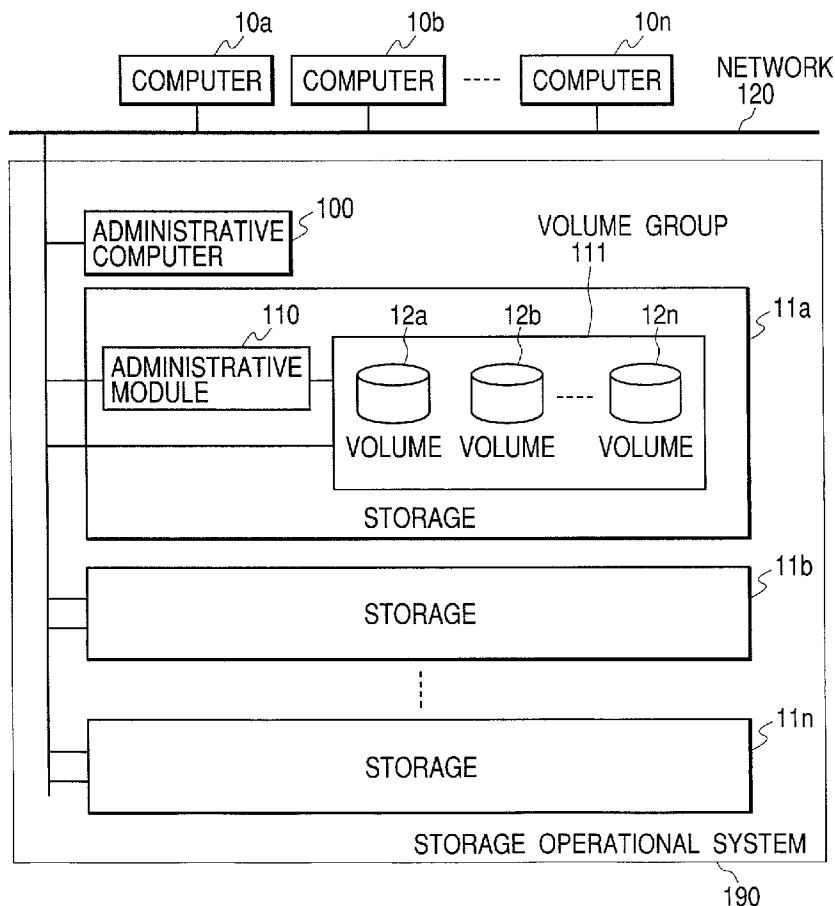 10a 10b 10n
COMPUTER COMPUTER COMPUTER
NETWORK
120
100
ADMINISTRATIVE
COMPUTER
VOLUME GROUP
111
110
12a 12b 12n
11a
ADMINISTRATIVE
MODULE
VOLUME VOLUME VOLUME
STORAGE
11b
STORAGE
11n
STORAGE
STORAGE OPERATIONAL SYSTEM
190